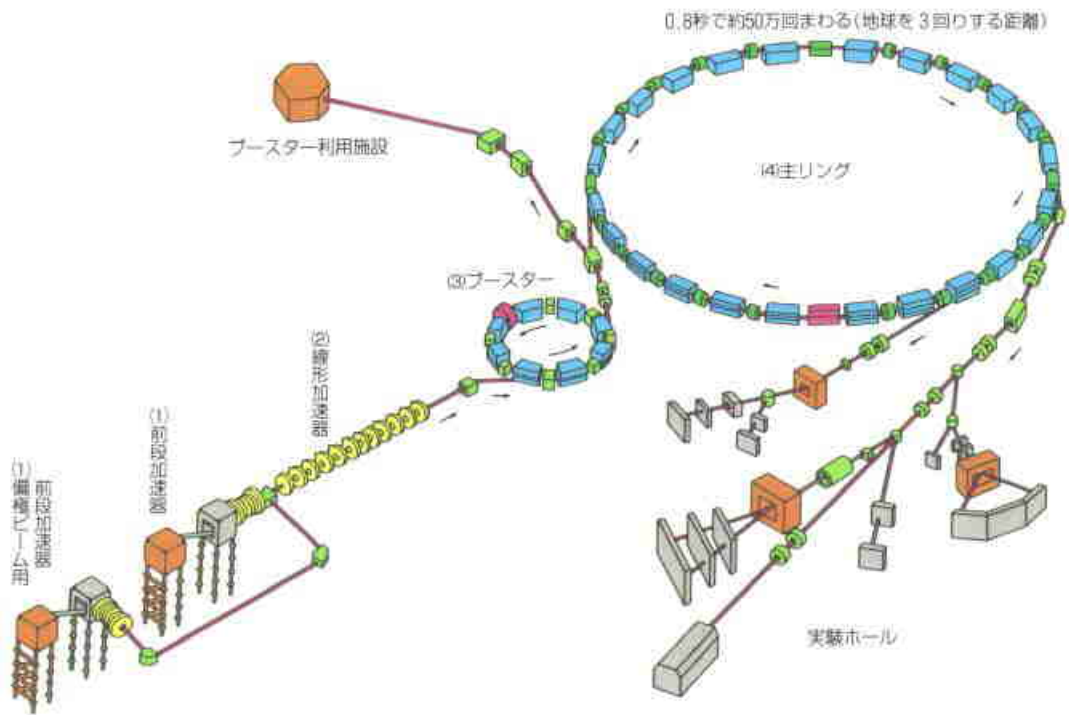 0.8秒で約50万回まわる(地球を3回りする距離)
ブースター利用施設
(4)主リング
(3)ブースター
(2)線形加速器
(1)前段加速器
前段加速器
(1)偏極ビーム用
実験ホール